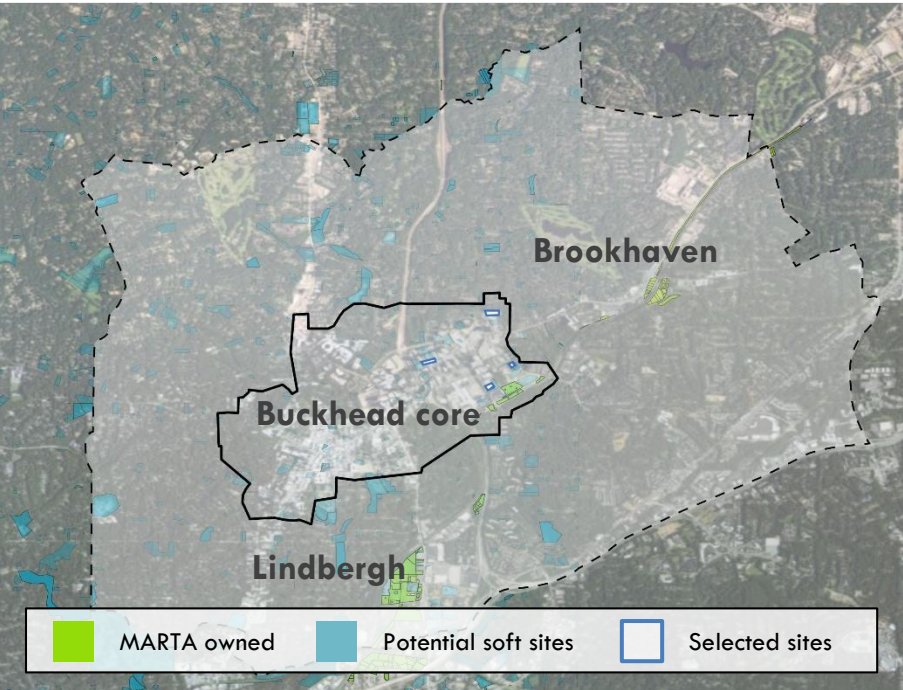 Brookhaven
Buckhead core
Lindbergh
MARTA owned
Potential soft sites
Selected sites